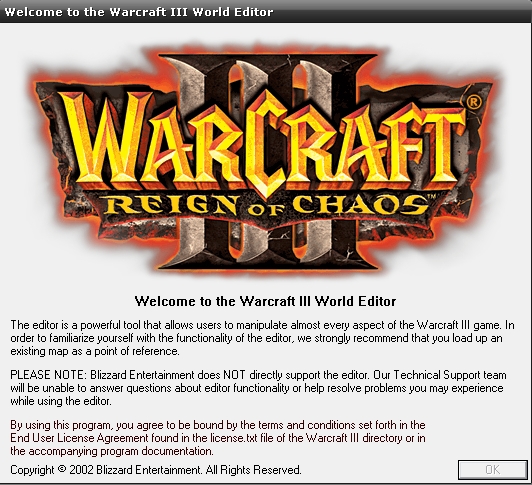 Welcome to the Warcraft III World Editor
WARCRAFT®
III
REIGN OF CHAOS™
Welcome to the Warcraft III World Editor
The editor is a powerful tool that allows users to manipulate almost every aspect of the Warcraft III game. In
order to familiarize yourself with the functionality of the editor, we strongly recommend that you load up an
existing map as a point of reference.
PLEASE NOTE: Blizzard Entertainment does NOT directly support the editor. Our Technical Support team
will be unable to answer questions about editor functionality or help resolve problems you may experience
while using the editor.
By using this program, you agree to be bound by the terms and conditions set forth in the
End User License Agreement found in the license.txt file of the Warcraft III directory or in
the accompanying program documentation.
Copyright © 2002 Blizzard Entertainment. All Rights Reserved.
OK